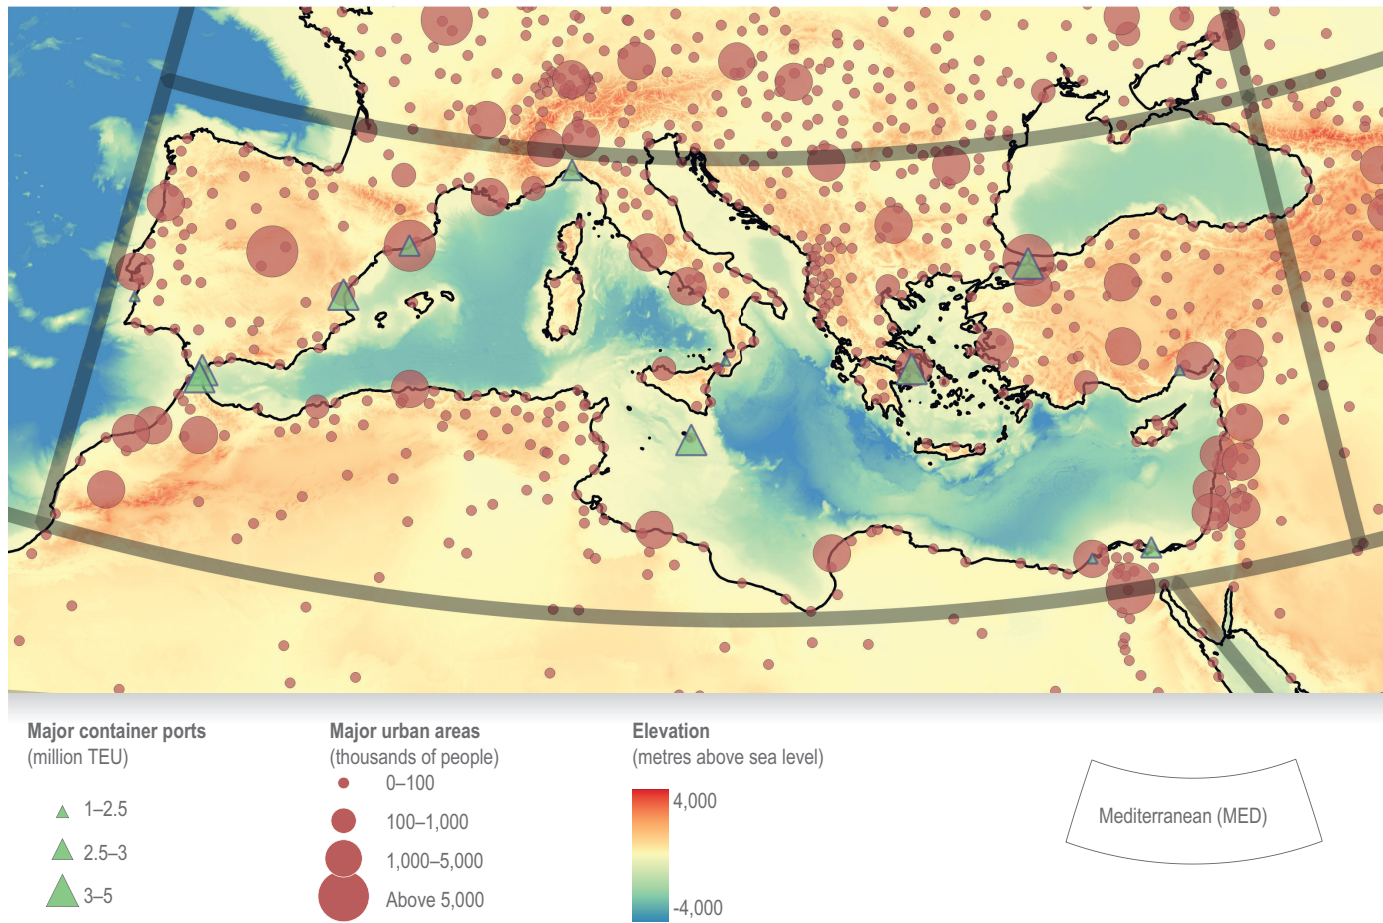 Major container ports
(million TEU)
1–2.5
2.5–3
3–5
Major urban areas
(thousands of people)
0–100
100–1,000
1,000–5,000
Above 5,000
Elevation
(metres above sea level)
4,000
-4,000
Mediterranean (MED)